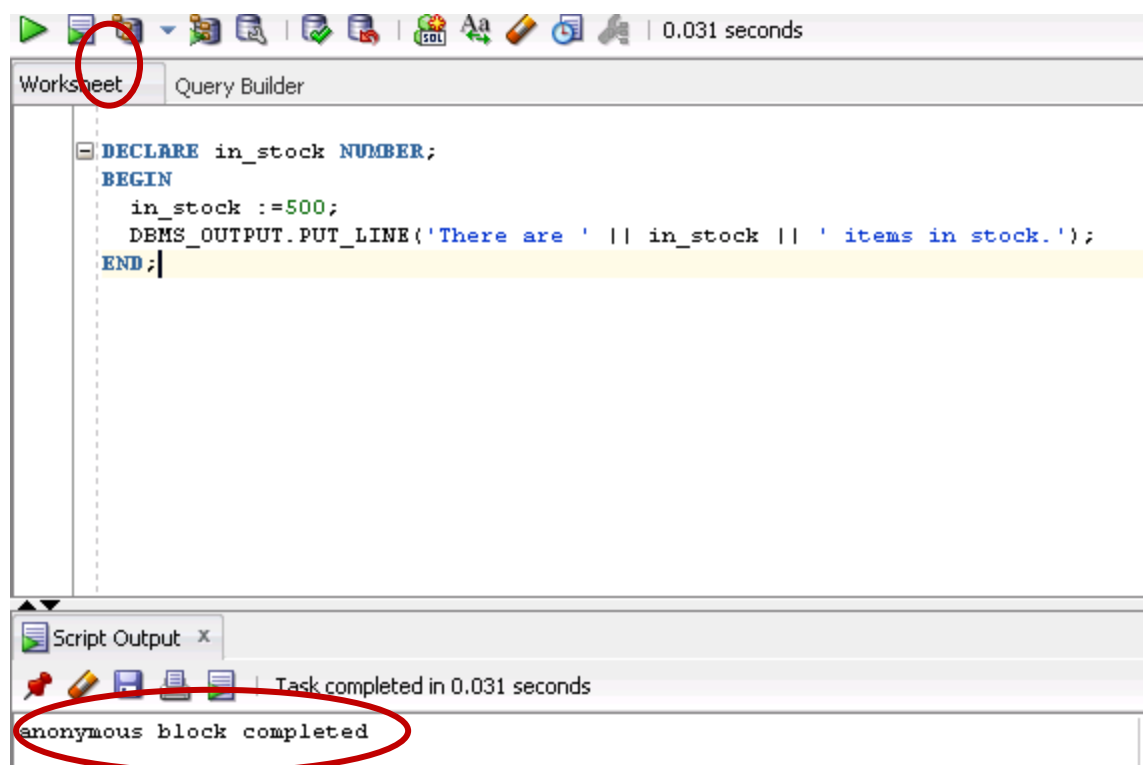 0.031 seconds
Worksheet Query Builder
DECLARE in_stock NUMBER;
BEGIN
in_stock :=500;
DBMS_OUTPUT.PUT_LINE('There are ' || in_stock || ' items in stock.');
END;
Script Output x
Task completed in 0.031 seconds
anonymous block completed